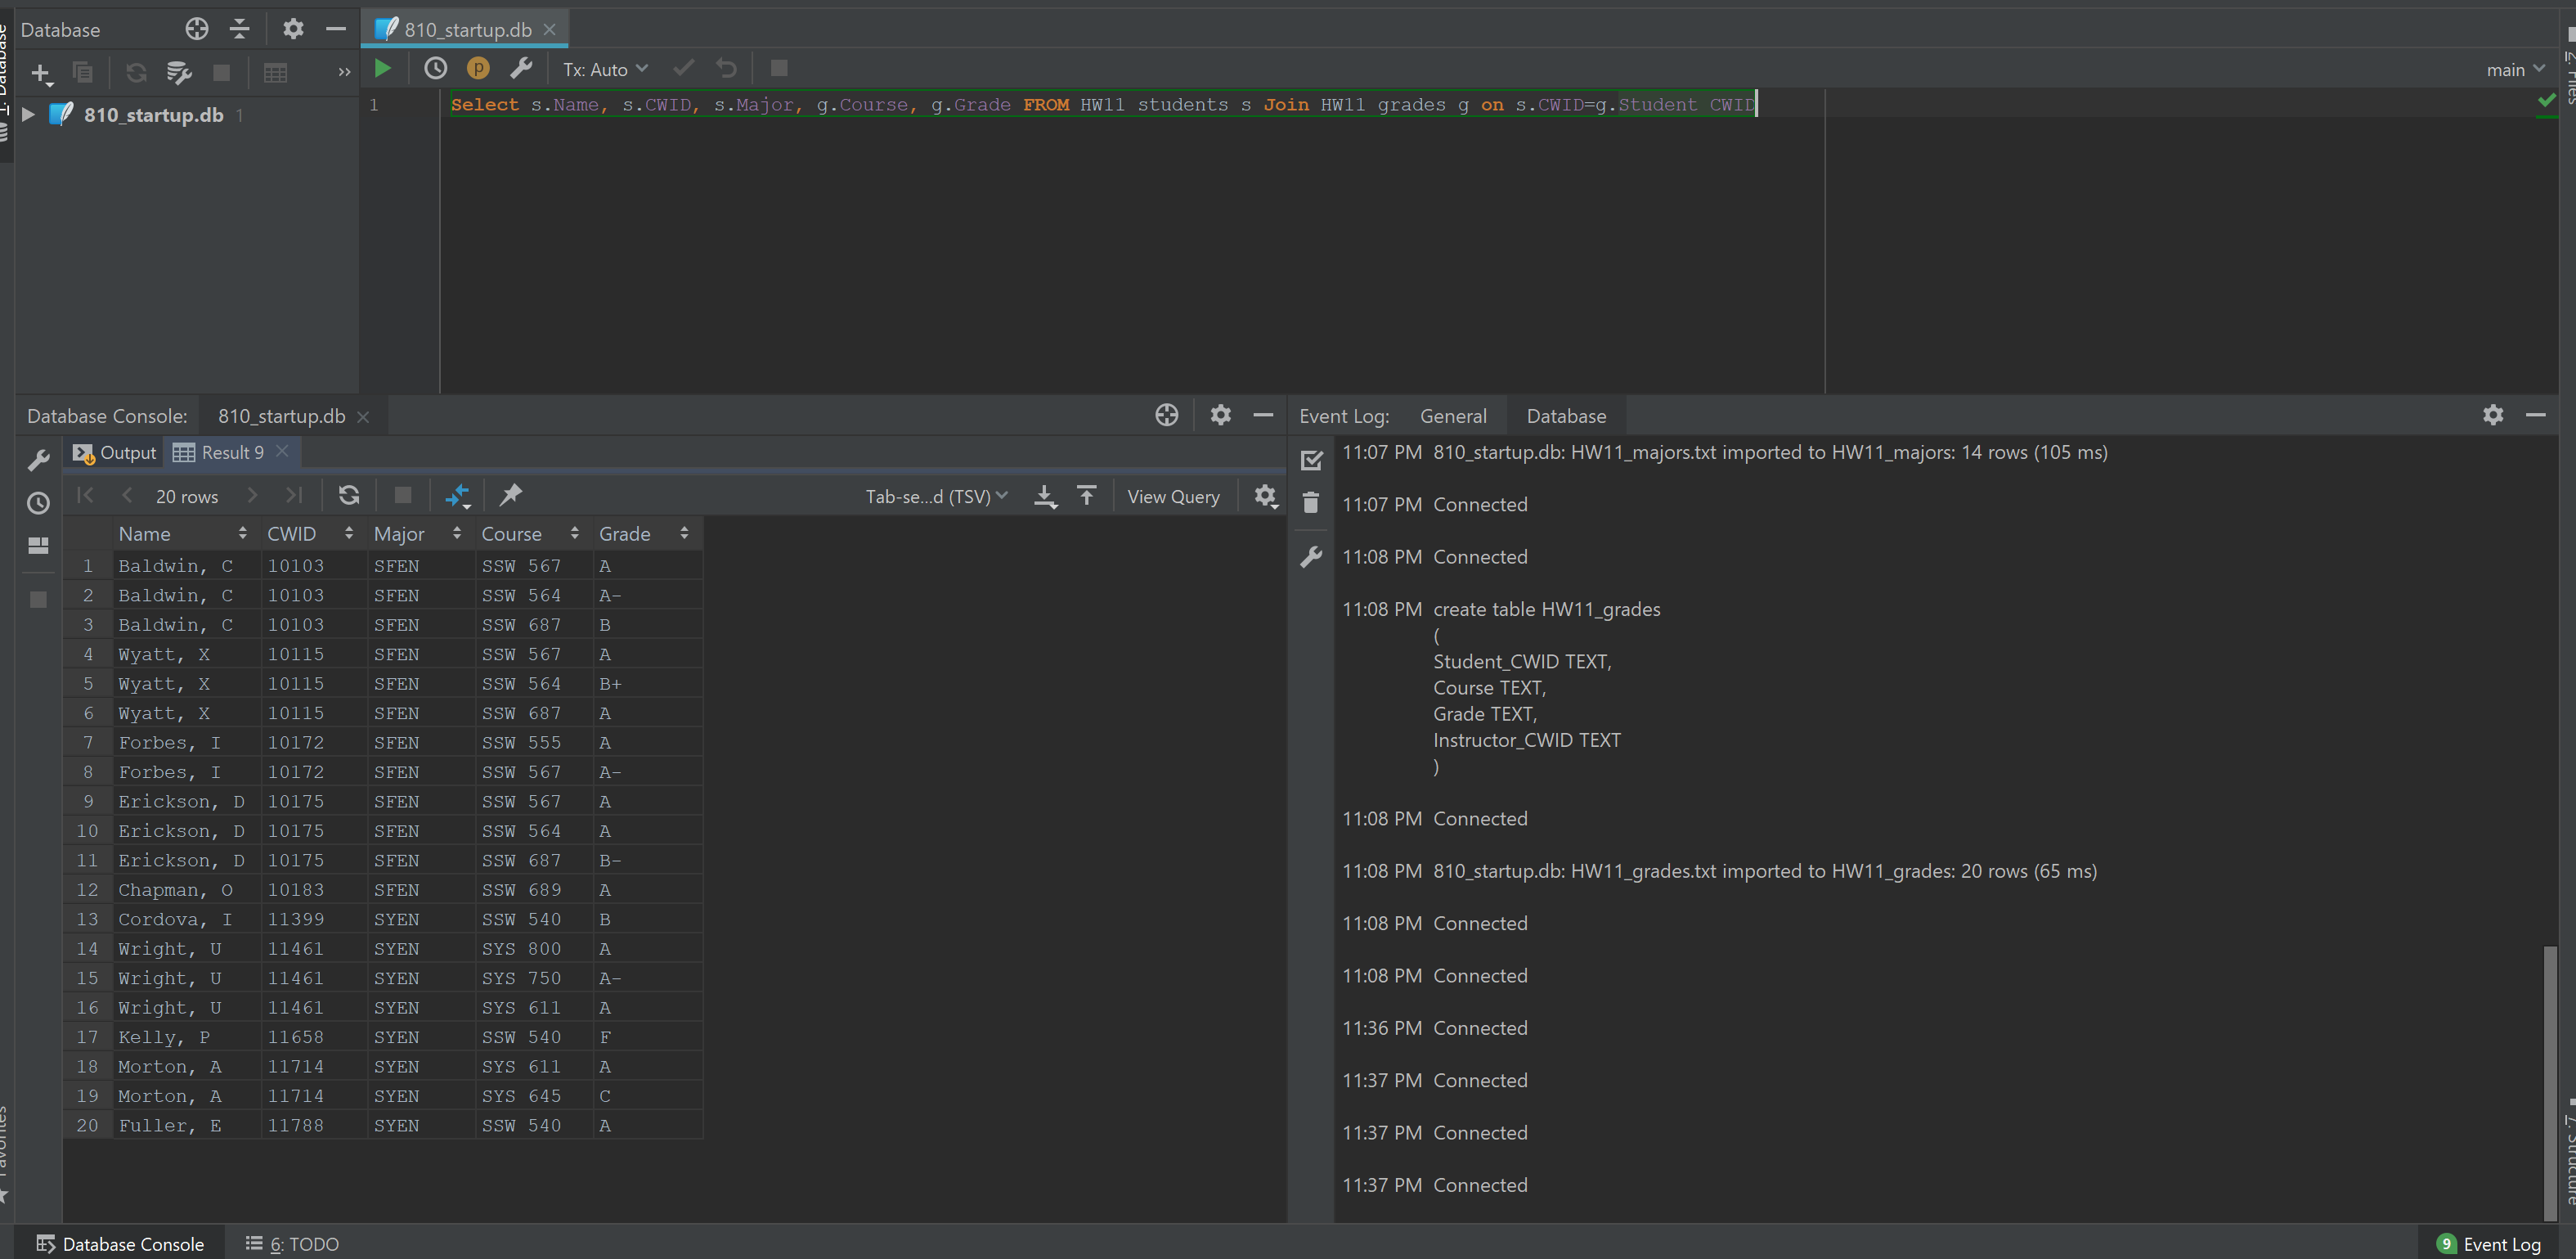 Database
810_startup.db
Tx: Auto
main
810_startup.db 1
1 Select s.Name, s.CWID, s.Major, g.Course, g.Grade FROM HW11 students s Join HW11 grades g on s.CWID=g.Student CWID
1: Database
2: Files
Database Console: 810_startup.db
Output Result 9
20 rows Tab-se...d (TSV) View Query
Name CWID Major Course Grade
1 Baldwin, C 10103 SFEN SSW 567 A
2 Baldwin, C 10103 SFEN SSW 564 A-
3 Baldwin, C 10103 SFEN SSW 687 B
4 Wyatt, X 10115 SFEN SSW 567 A
5 Wyatt, X 10115 SFEN SSW 564 B+
6 Wyatt, X 10115 SFEN SSW 687 A
7 Forbes, I 10172 SFEN SSW 555 A
8 Forbes, I 10172 SFEN SSW 567 A-
9 Erickson, D 10175 SFEN SSW 567 A
10 Erickson, D 10175 SFEN SSW 564 A
11 Erickson, D 10175 SFEN SSW 687 B-
12 Chapman, O 10183 SFEN SSW 689 A
13 Cordova, I 11399 SYEN SSW 540 B
14 Wright, U 11461 SYEN SYS 800 A
15 Wright, U 11461 SYEN SYS 750 A-
16 Wright, U 11461 SYEN SYS 611 A
17 Kelly, P 11658 SYEN SSW 540 F
18 Morton, A 11714 SYEN SYS 611 A
19 Morton, A 11714 SYEN SYS 645 C
20 Fuller, E 11788 SYEN SSW 540 A
Event Log: General Database
11:07 PM 810_startup.db: HW11_majors.txt imported to HW11_majors: 14 rows (105 ms)
11:07 PM Connected
11:08 PM Connected
11:08 PM create table HW11_grades
(
Student_CWID TEXT,
Course TEXT,
Grade TEXT,
Instructor_CWID TEXT
)
11:08 PM Connected
11:08 PM 810_startup.db: HW11_grades.txt imported to HW11_grades: 20 rows (65 ms)
11:08 PM Connected
11:08 PM Connected
11:36 PM Connected
11:37 PM Connected
11:37 PM Connected
11:37 PM Connected
Favorites
7: Structure
Database Console 6: TODO
9 Event Log